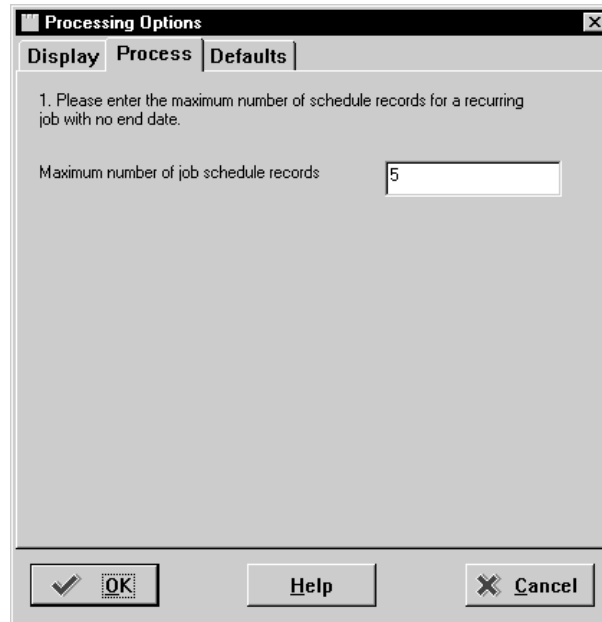 Processing Options
Display Process Defaults
1. Please enter the maximum number of schedule records for a recurring
job with no end date.
Maximum number of job schedule records 5
OK Help Cancel